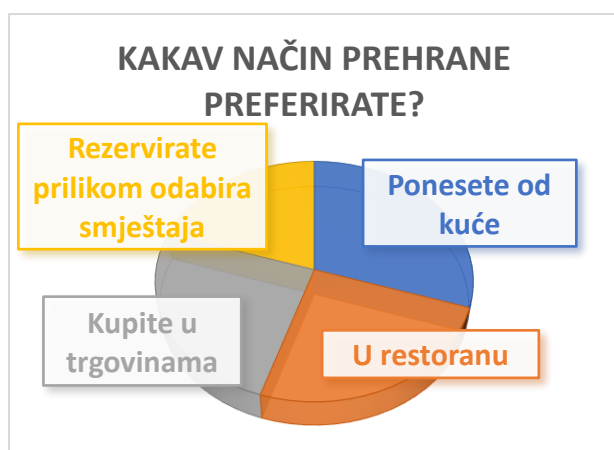 KAKAV NAČIN PREHRANE
PREFERIRATE?
Rezervirate
prilikom odabira
smještaja
Ponesete od
kuće
Kupite u
trgovinama
U restoranu